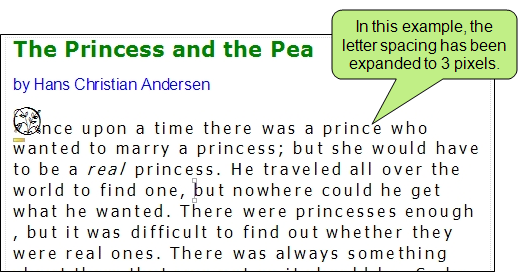 The Princess and the Pea
In this example, the
letter spacing has been
expanded to 3 pixels.
by Hans Christian Andersen
Once upon a time there was a prince who
wanted to marry a princess; but she would have
to be a real princess. He traveled all over the
world to find one, but nowhere could he get
what he wanted. There were princesses enough
, but it was difficult to find out whether they
were real ones. There was always something